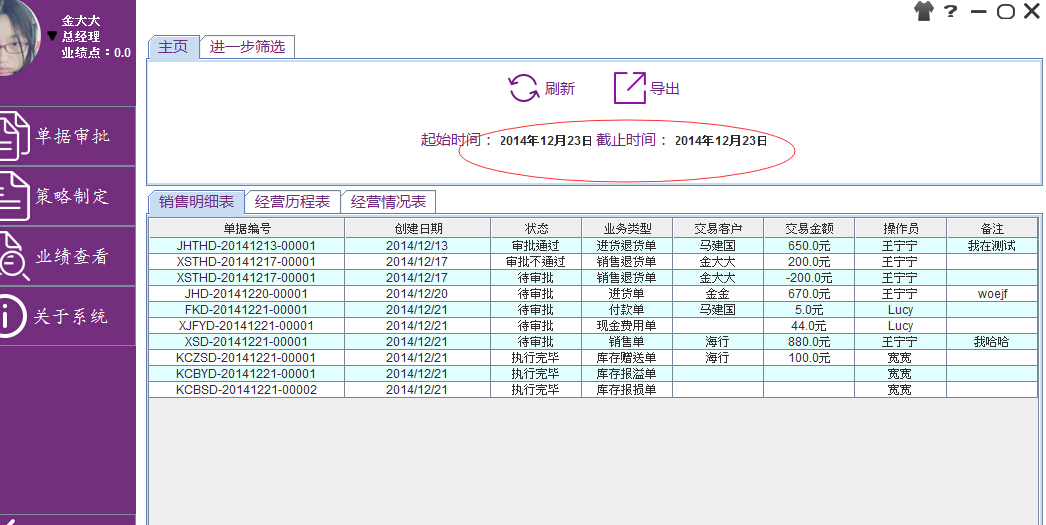 金大大
总经理
业绩点：0.0
?
主页 进一步筛选
刷新 导出
起始时间： 2014年12月23日 截止时间： 2014年12月23日
单据审批
策略制定
业绩查看
关于系统
销售明细表 经营历程表 经营情况表
单据编号 创建日期 状态 业务类型 交易客户 交易金额 操作员 备注
JHTHD-20141213-00001 2014/12/13 审批通过 进货退货单 马建国 650.0元 王宁宁 我在测试
XSTHD-20141217-00001 2014/12/17 审批不通过 销售退货单 金大大 200.0元 王宁宁
XSTHD-20141217-00001 2014/12/17 待审批 销售退货单 金大大 -200.0元 王宁宁
JHD-20141220-00001 2014/12/20 待审批 进货单 金金 670.0元 王宁宁 woejf
FKD-20141221-00001 2014/12/21 待审批 付款单 马建国 5.0元 Lucy
XJFYD-20141221-00001 2014/12/21 待审批 现金费用单 44.0元 Lucy
XSD-20141221-00001 2014/12/21 待审批 销售单 海行 880.0元 王宁宁 我哈哈
KCZSD-20141221-00001 2014/12/21 执行完毕 库存赠送单 海行 100.0元 宽宽
KCBYD-20141221-00001 2014/12/21 执行完毕 库存报溢单 宽宽
KCBSD-20141221-00002 2014/12/21 执行完毕 库存报损单 宽宽